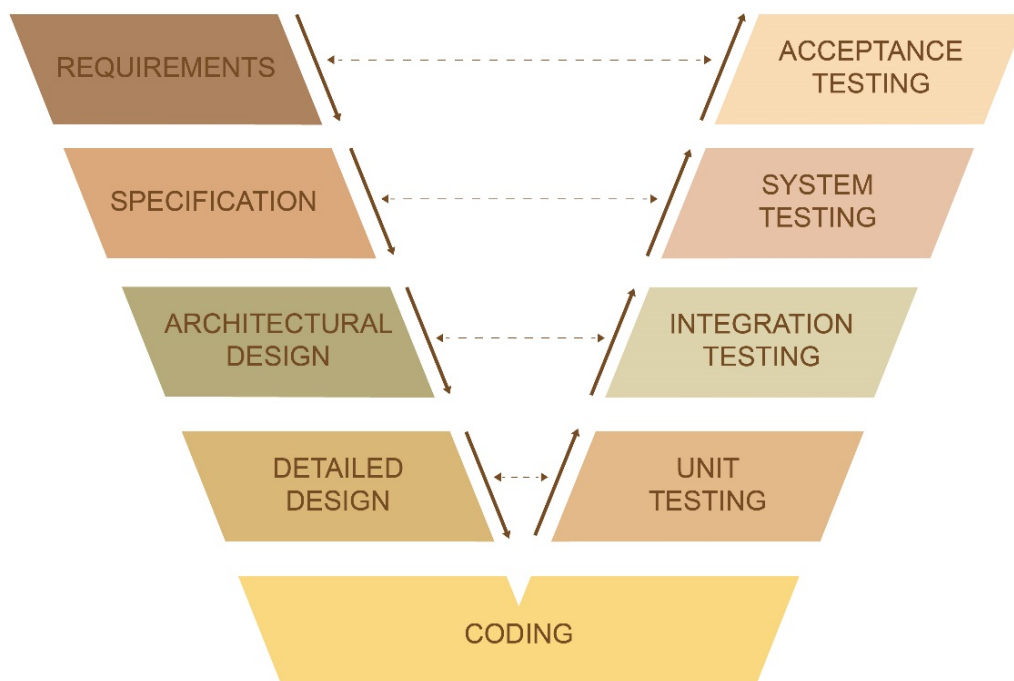 REQUIREMENTS
ACCEPTANCE
TESTING
SPECIFICATION
SYSTEM
TESTING
ARCHITECTURAL
DESIGN
INTEGRATION
TESTING
DETAILED
DESIGN
UNIT
TESTING
CODING